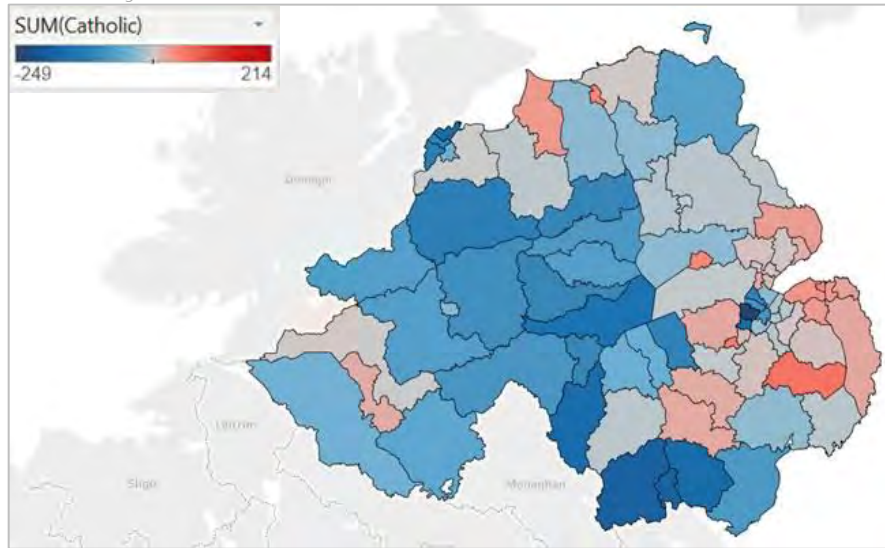 SUM(Catholic)
-249
214
Donegal
Leitrim
Sligo
Monaghan